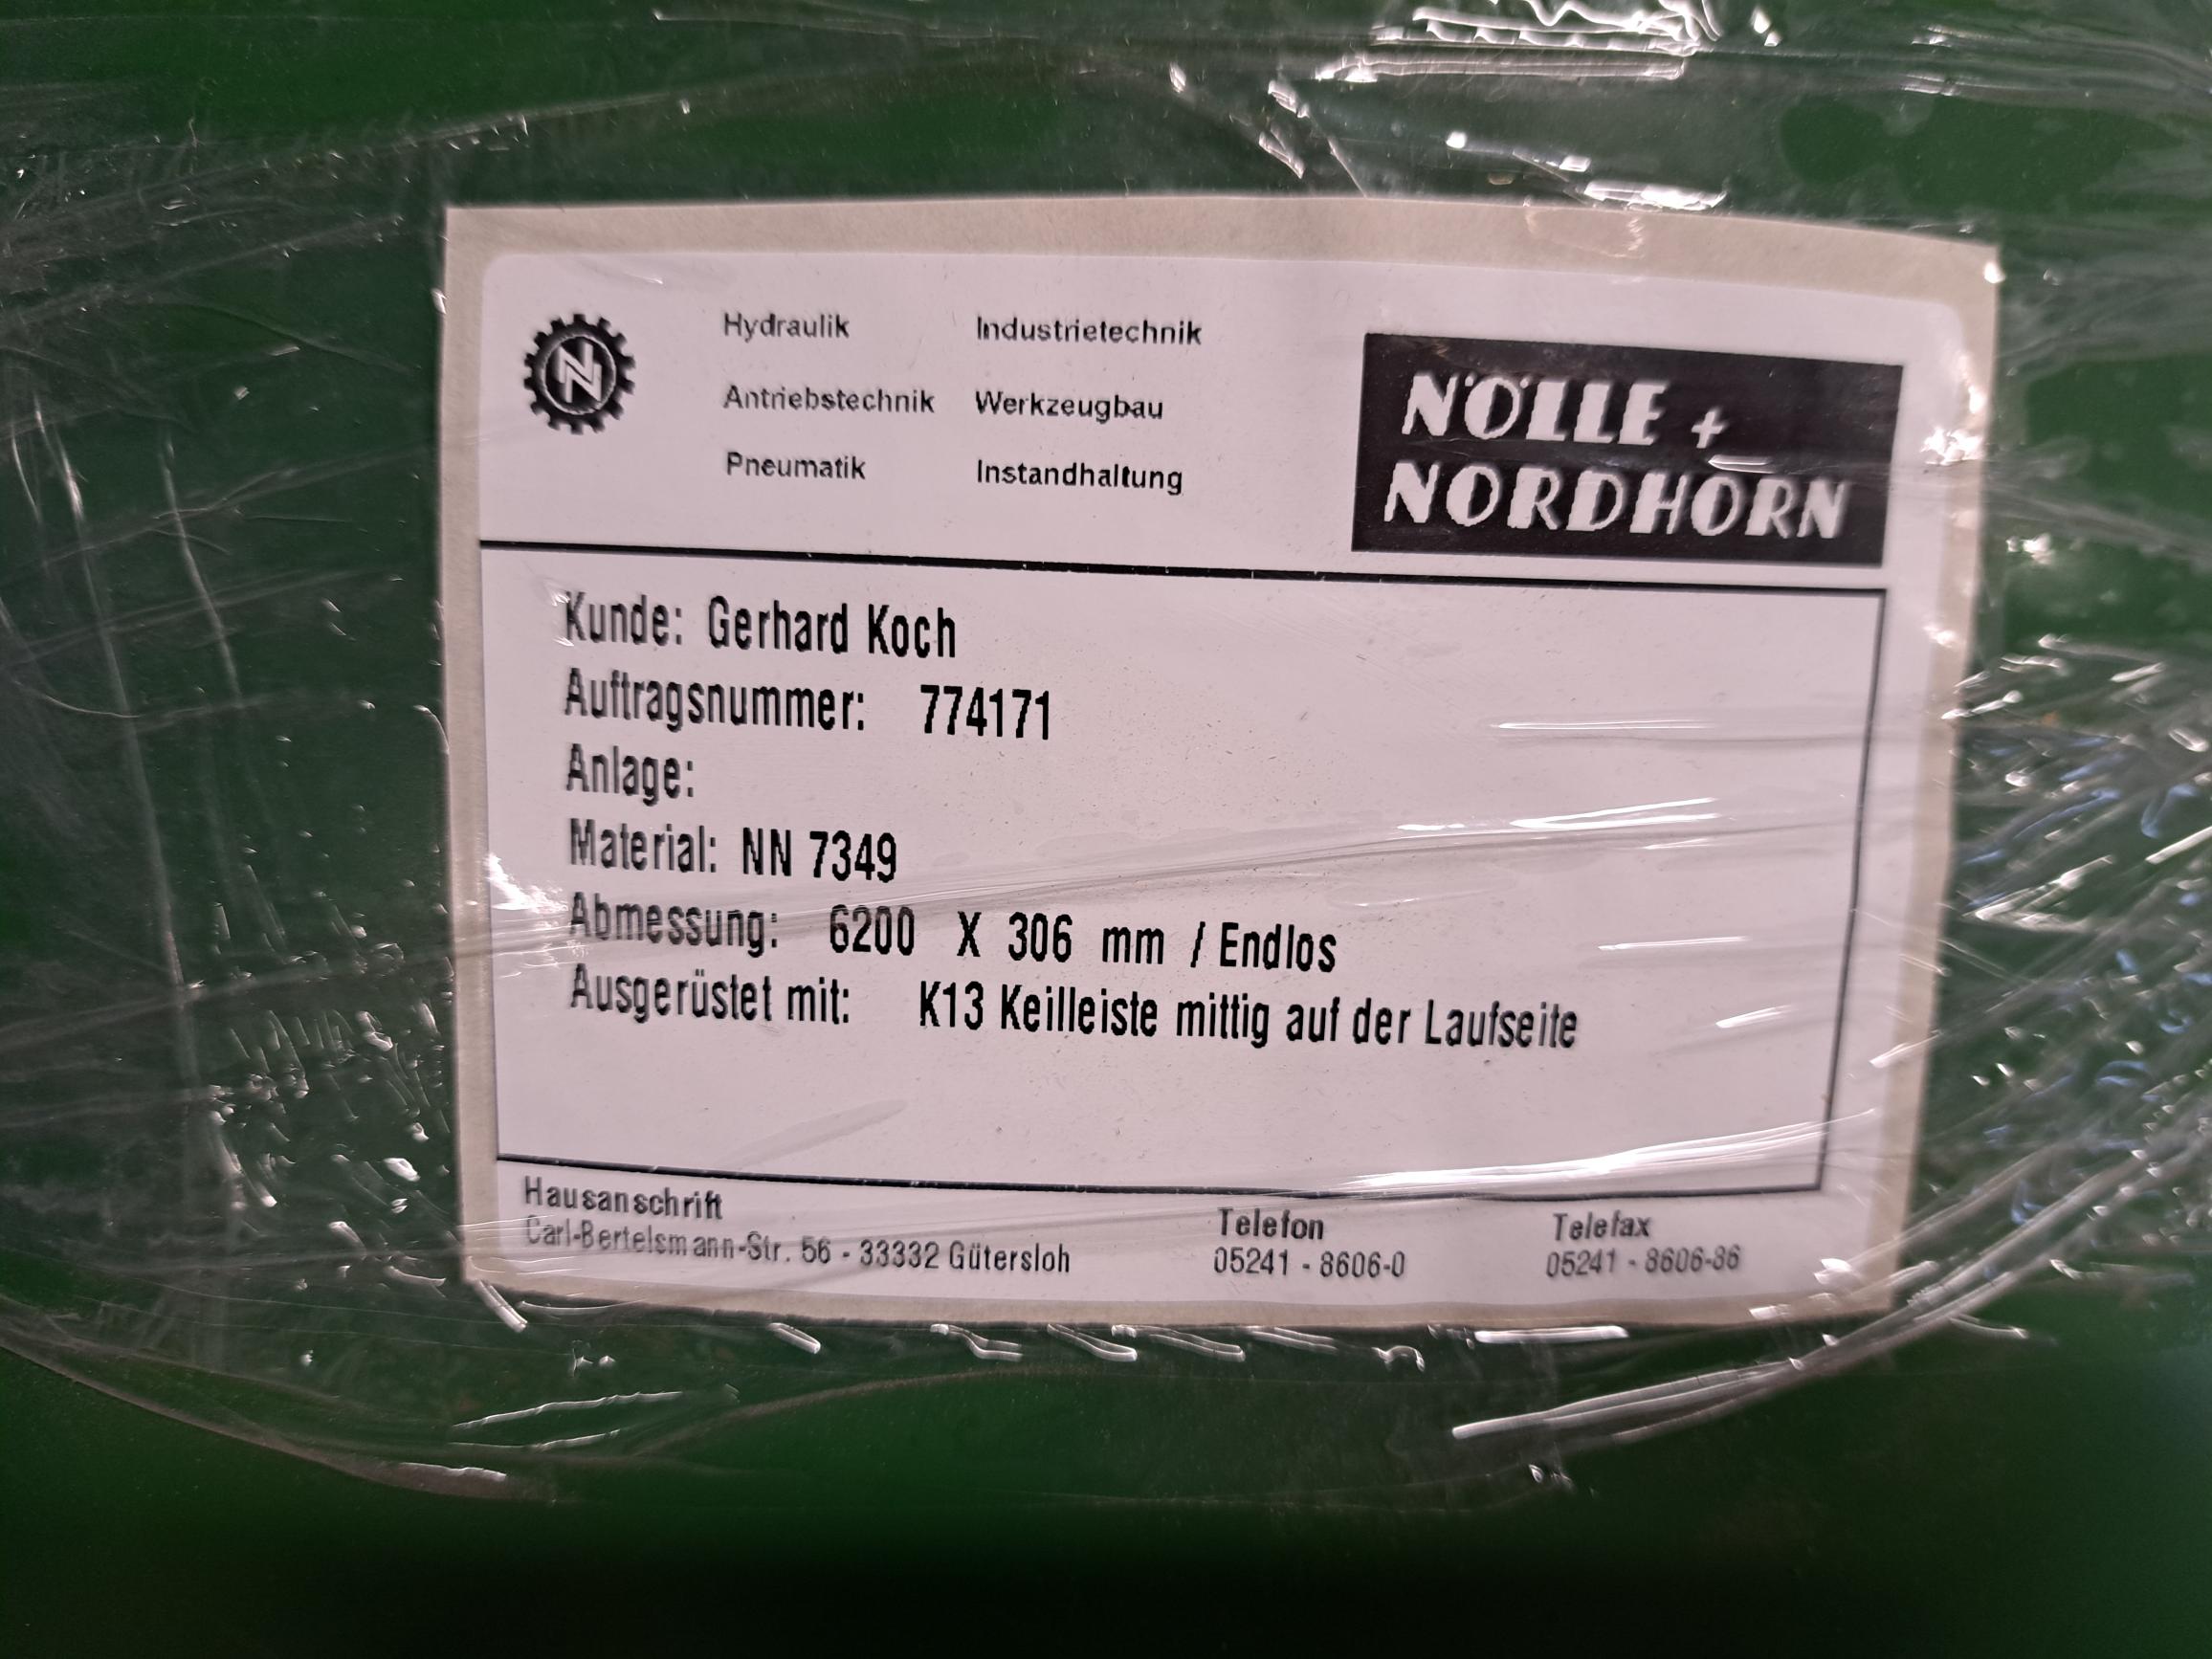 N
Hydraulik Industrietechnik
Antriebstechnik Werkzeugbau
Pneumatik Instandhaltung
NÖLLE +
NORDHORN
Kunde: Gerhard Koch
Auftragsnummer: 774171
Anlage:
Material: NN 7349
Abmessung: 6200 X 306 mm / Endlos
Ausgerüstet mit: K13 Keilleiste mittig auf der Laufseite
Hausanschrift Telefon Telefax
Carl-Bertelsmann-Str. 56 - 33332 Gütersloh 05241 - 8606-0 05241 - 8606-86